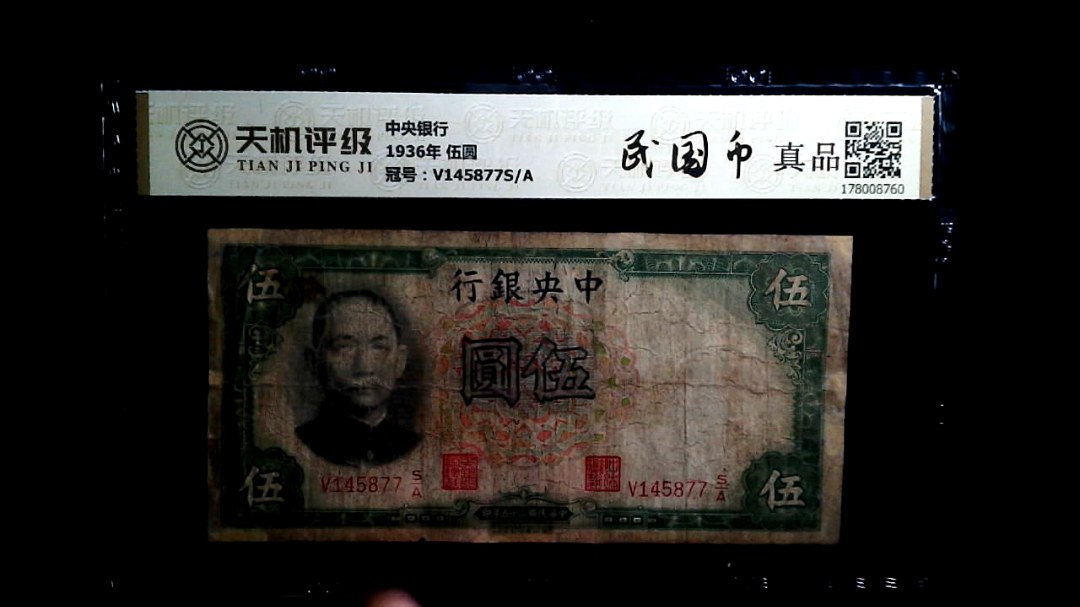 天机评级
TIAN JI PING JI
中央银行
1936年 伍圆
冠号：V145877S/A
民国币 真品
178008760
伍 行銀央中 伍
圓伍
伍 V145877 S/A V145877 S/A 伍